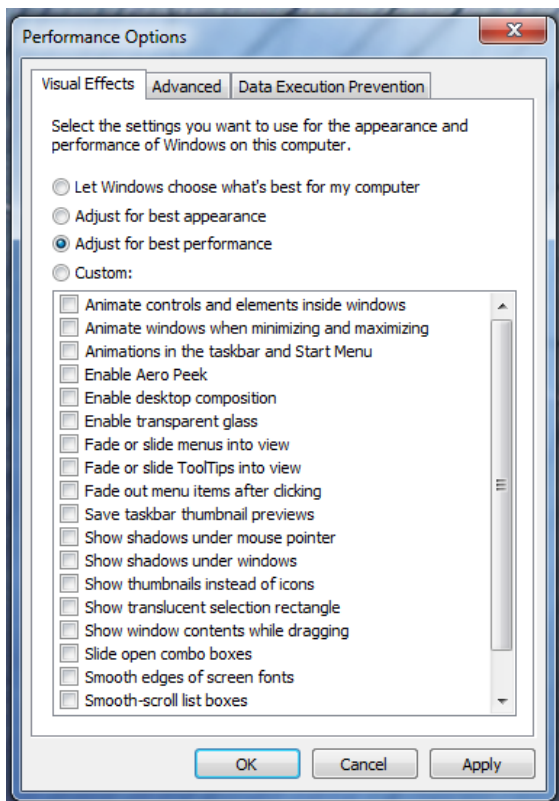 Performance Options
X
Visual Effects Advanced Data Execution Prevention
Select the settings you want to use for the appearance and
performance of Windows on this computer.
Let Windows choose what's best for my computer
Adjust for best appearance
Adjust for best performance
Custom:
Animate controls and elements inside windows
Animate windows when minimizing and maximizing
Animations in the taskbar and Start Menu
Enable Aero Peek
Enable desktop composition
Enable transparent glass
Fade or slide menus into view
Fade or slide ToolTips into view
Fade out menu items after clicking
Save taskbar thumbnail previews
Show shadows under mouse pointer
Show shadows under windows
Show thumbnails instead of icons
Show translucent selection rectangle
Show window contents while dragging
Slide open combo boxes
Smooth edges of screen fonts
Smooth-scroll list boxes
OK Cancel Apply